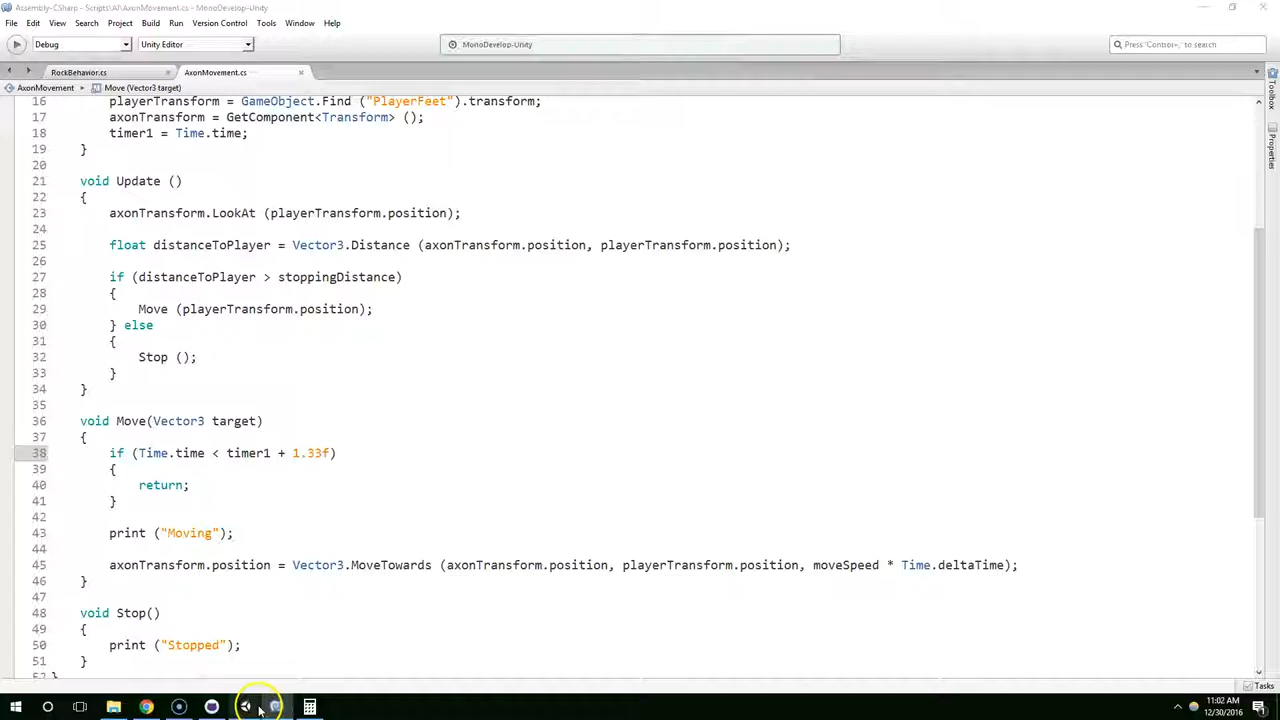 Assembly-CSharp - Scripts\AI\AxonMovement.cs - MonoDevelop-Unity
File Edit View Search Project Build Run Version Control Tools Window Help
Debug Unity Editor MonoDevelop-Unity Press 'Control+,' to search
RockBehavior.cs AxonMovement.cs
AxonMovement Move (Vector3 target)
Toolbox
Properties
16 playerTransform = GameObject.Find ("PlayerFeet").transform;
17 axonTransform = GetComponent<Transform> ();
18 timer1 = Time.time;
19 }
20
21 void Update ()
22 {
23 axonTransform.LookAt (playerTransform.position);
24
25 float distanceToPlayer = Vector3.Distance (axonTransform.position, playerTransform.position);
26
27 if (distanceToPlayer > stoppingDistance)
28 {
29 Move (playerTransform.position);
30 } else
31 {
32 Stop ();
33 }
34 }
35
36 void Move(Vector3 target)
37 {
38 if (Time.time < timer1 + 1.33f)
39 {
40 return;
41 }
42
43 print ("Moving");
44
45 axonTransform.position = Vector3.MoveTowards (axonTransform.position, playerTransform.position, moveSpeed * Time.deltaTime);
46 }
47
48 void Stop()
49 {
50 print ("Stopped");
51 }
52 }
Tasks
11:02 AM
12/30/2016